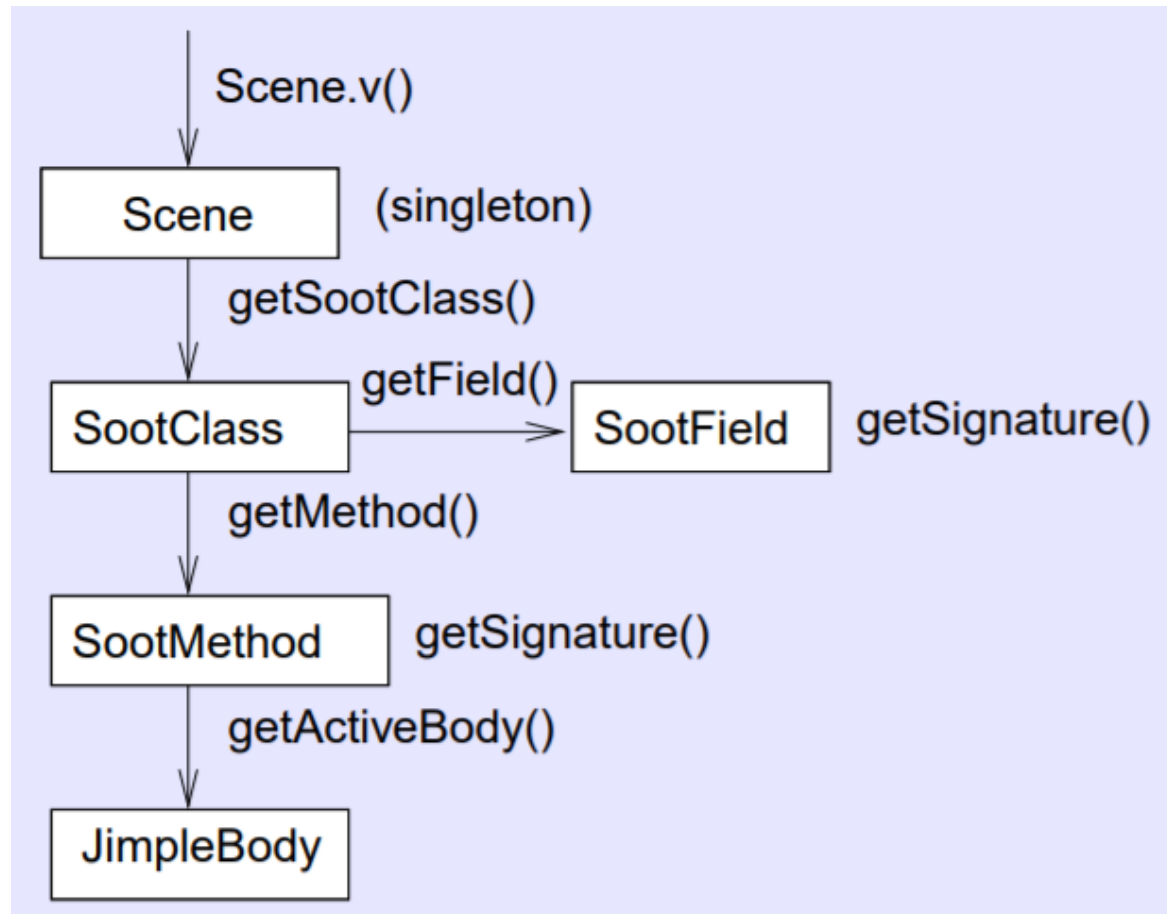 Scene.v()
Scene
(singleton)
getSootClass()
getField()
SootClass
SootField
getSignature()
getMethod()
SootMethod
getSignature()
getActiveBody()
JimpleBody